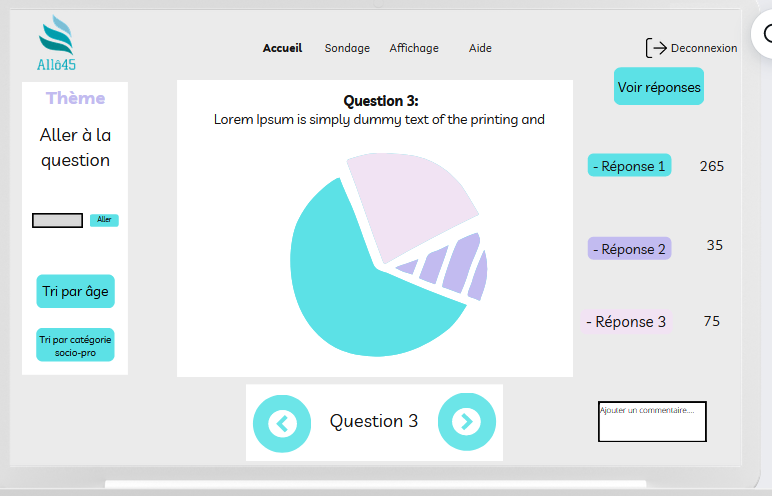 Allô45
Accueil Sondage Affichage Aide
Deconnexion
Thème
Aller à la
question
Aller
Tri par âge
Tri par catégorie
socio-pro
Question 3:
Lorem Ipsum is simply dummy text of the printing and
Voir réponses
- Réponse 1 265
- Réponse 2 35
- Réponse 3 75
Question 3
Ajouter un commentaire....